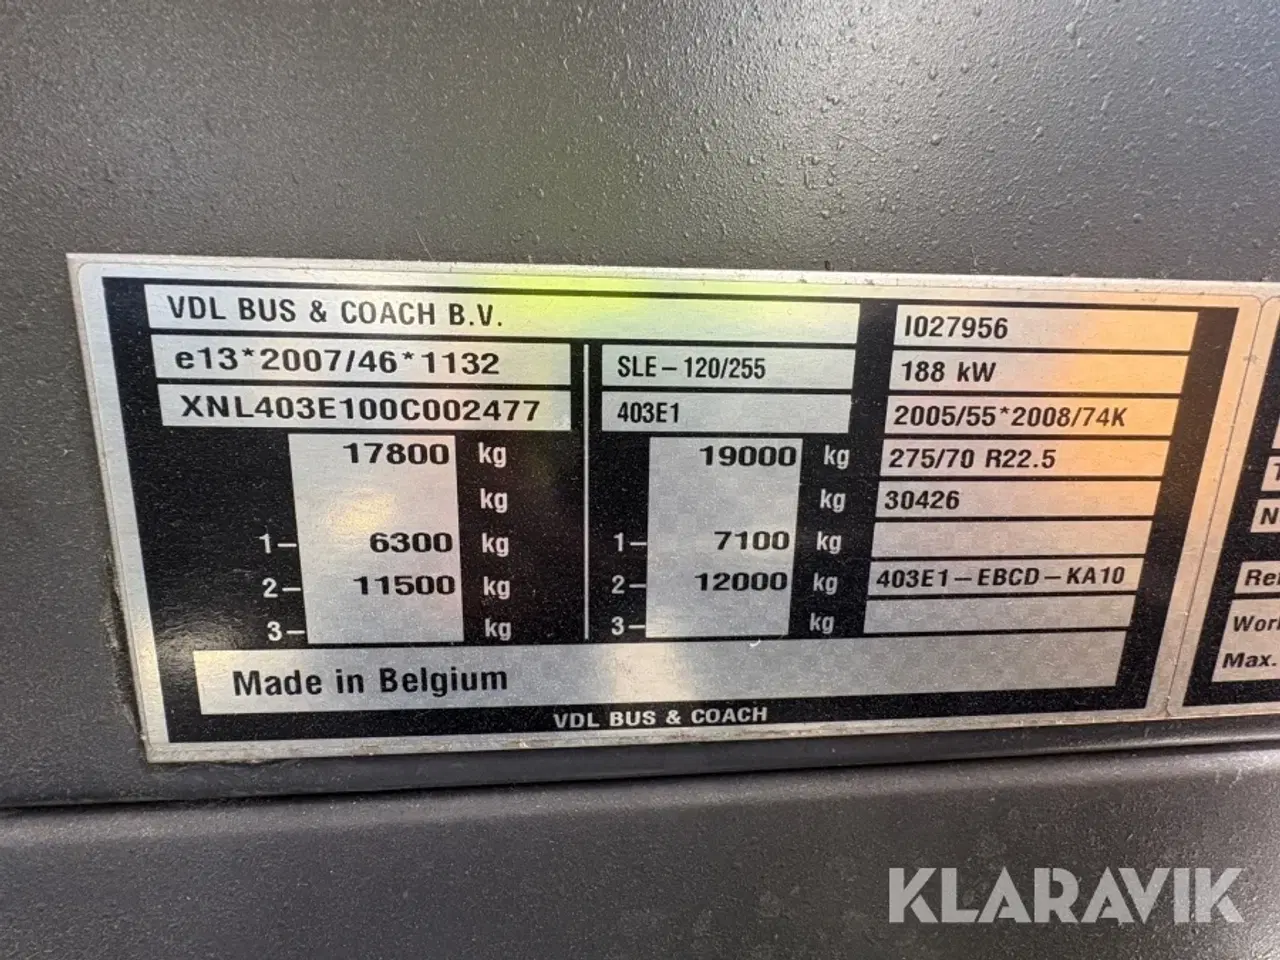 VDL BUS & COACH B.V.
e13*2007/46*1132
XNL403E100C002477
17800 kg
kg
1– 6300 kg
2– 11500 kg
3– kg
SLE–120/255
403E1
19000 kg
kg
1– 7100 kg
2– 12000 kg
3– kg
I027956
188 kW
2005/55*2008/74K
275/70 R22.5
30426
403E1–EBCD–KA10
Made in Belgium
VDL BUS & COACH
N
Max.
KLARAVIK